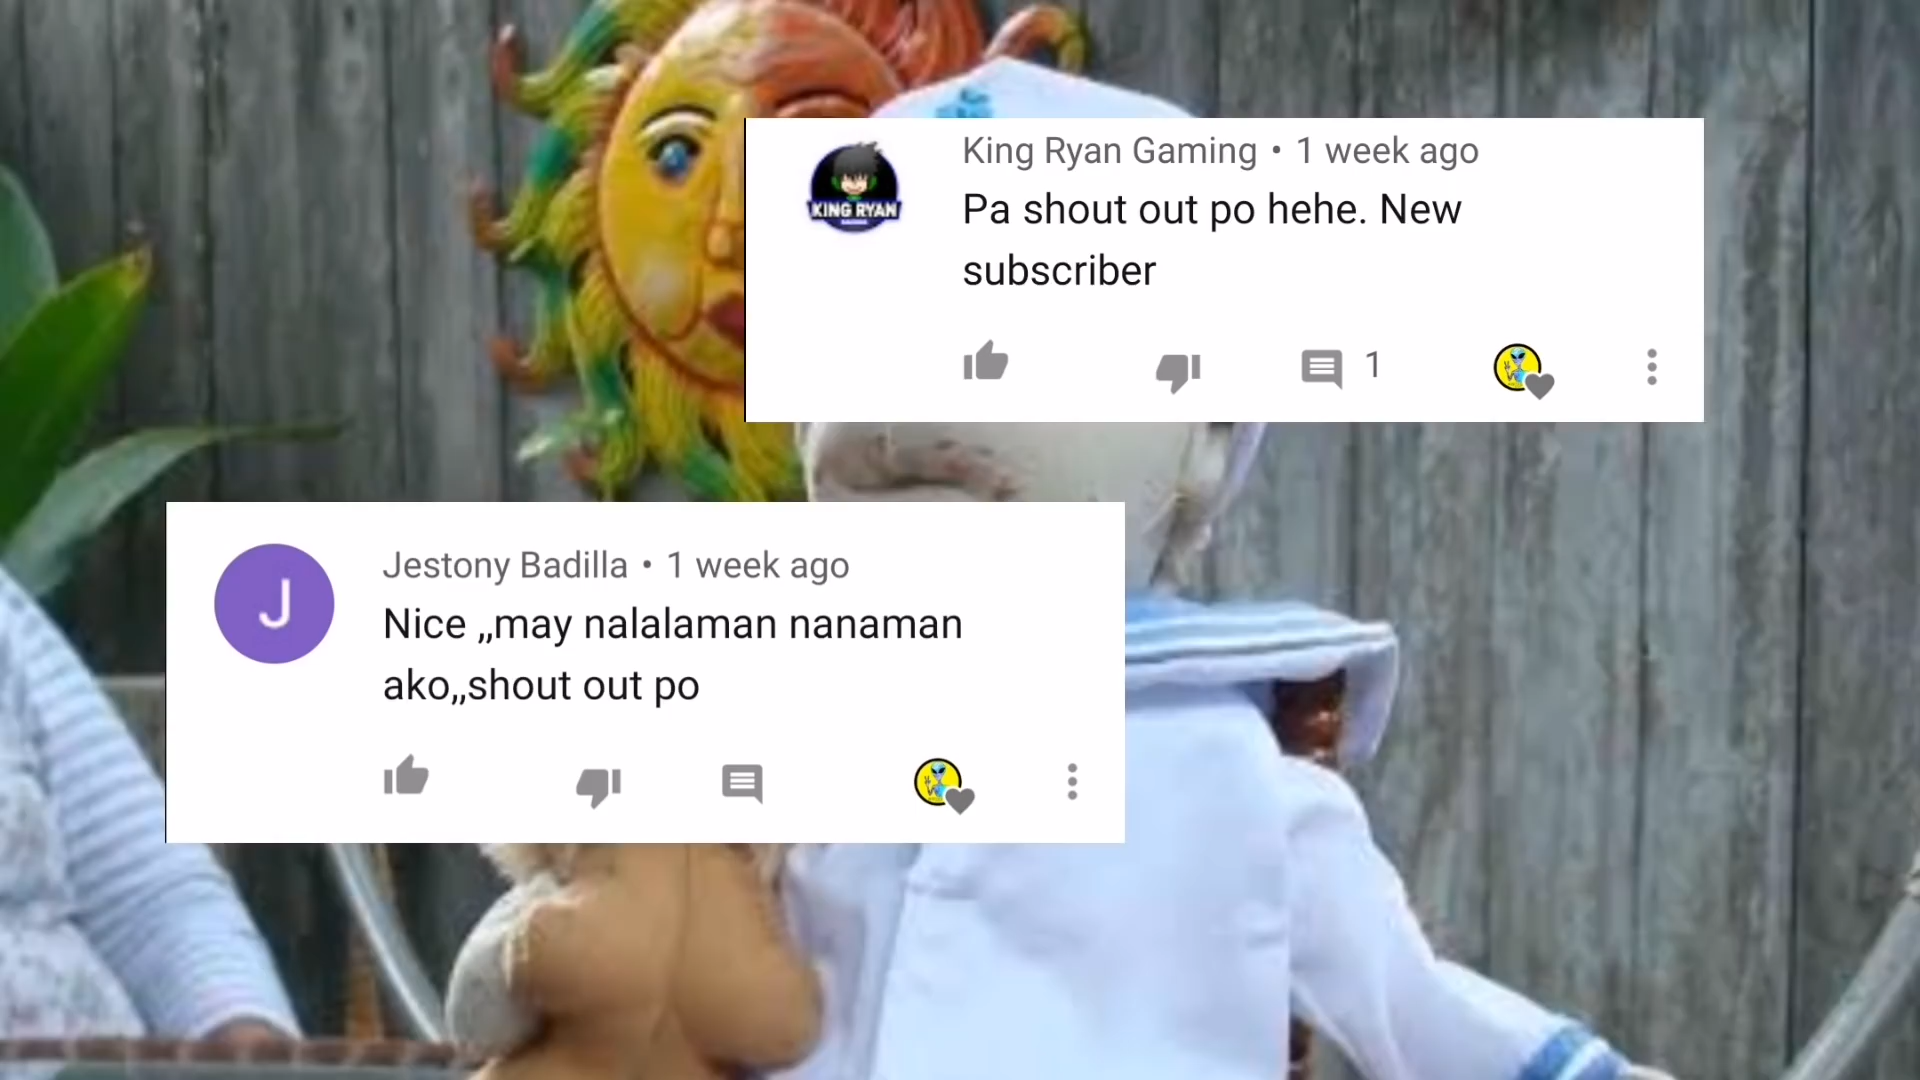 King Ryan Gaming • 1 week ago
KING RYAN
Pa shout out po hehe. New
subscriber
1
Jestony Badilla • 1 week ago
J
Nice ,,may nalalaman nanaman
ako,,shout out po